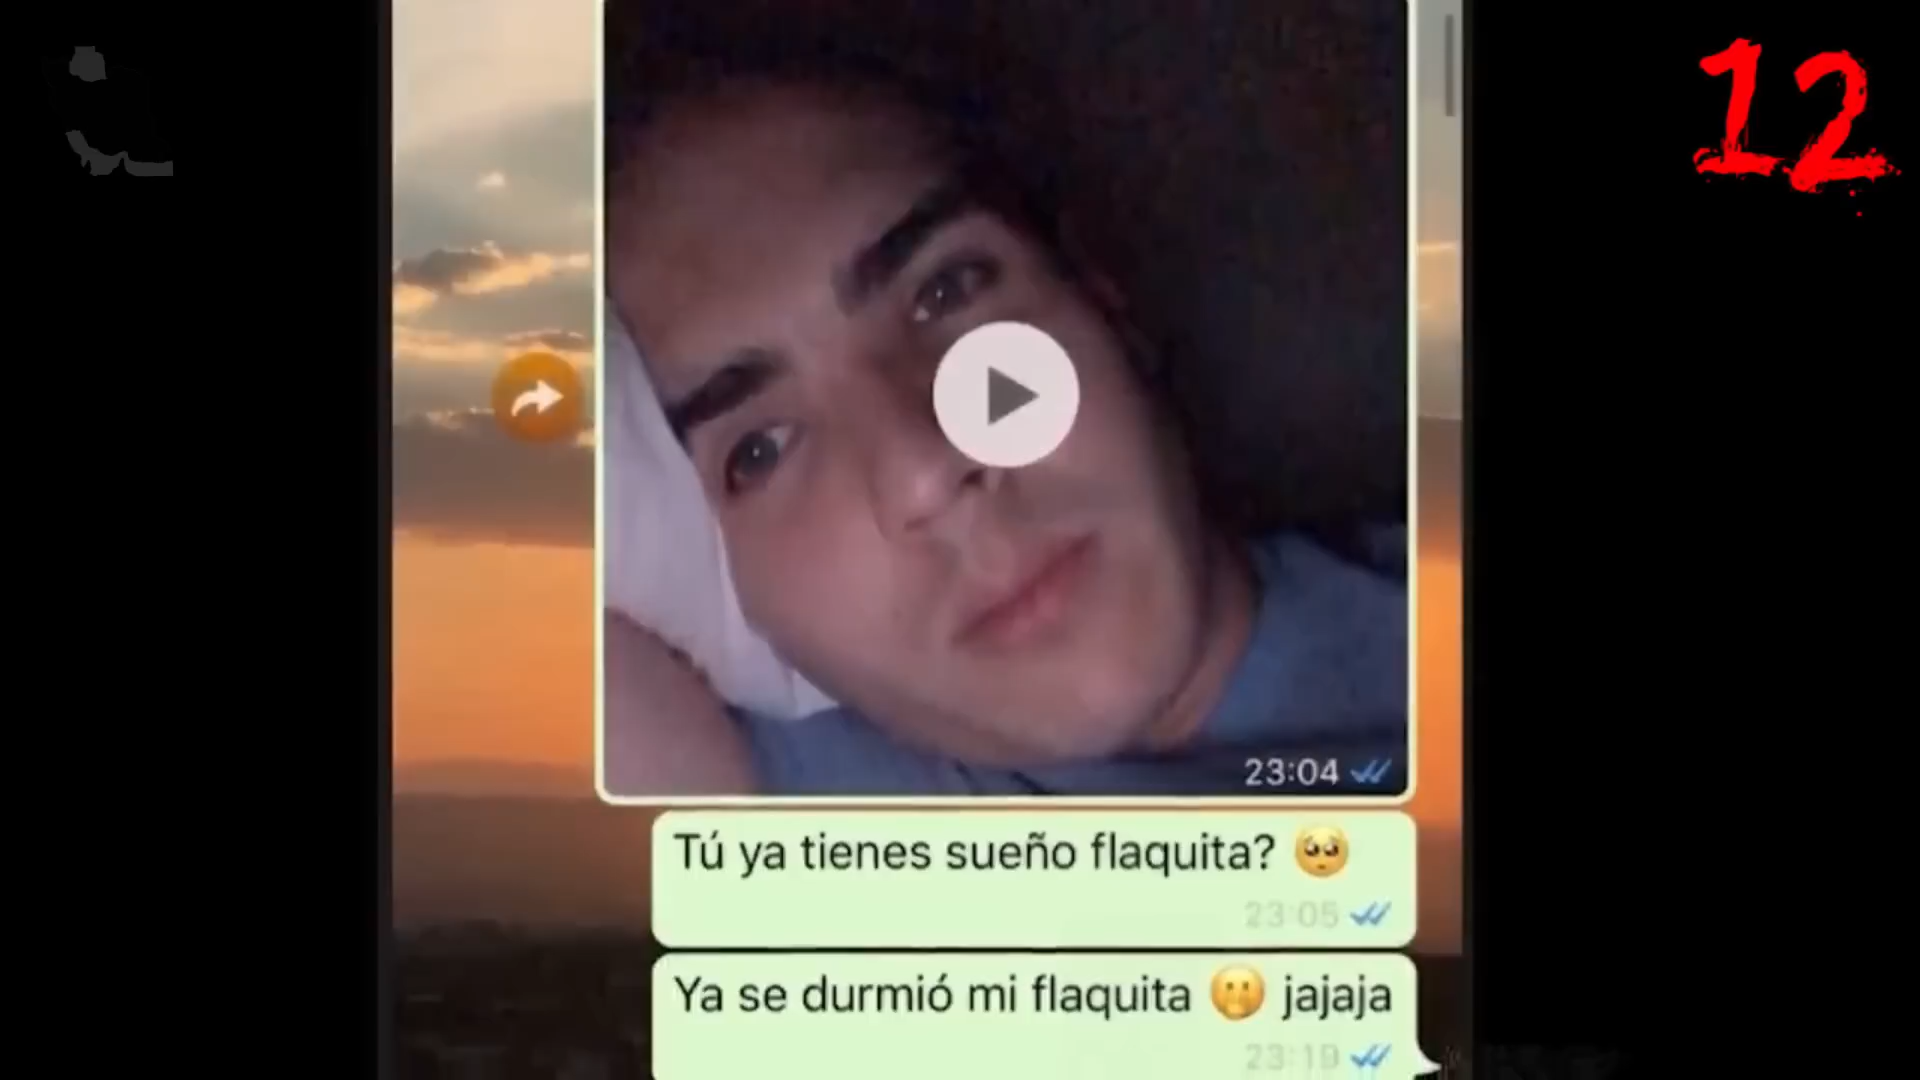 12
23:04
Tú ya tienes sueño flaquita? 🥺
23:05
Ya se durmió mi flaquita 🫢 jajaja
23:19